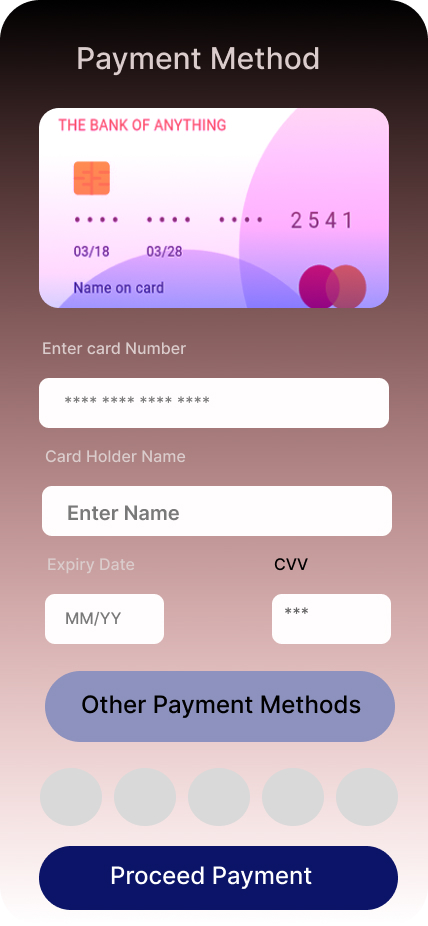 Payment Method
THE BANK OF ANYTHING
•••• •••• •••• 2541
03/18 03/28
Name on card
Enter card Number
**** **** **** ****
Card Holder Name
Enter Name
Expiry Date CVV
MM/YY ***
Other Payment Methods
Proceed Payment